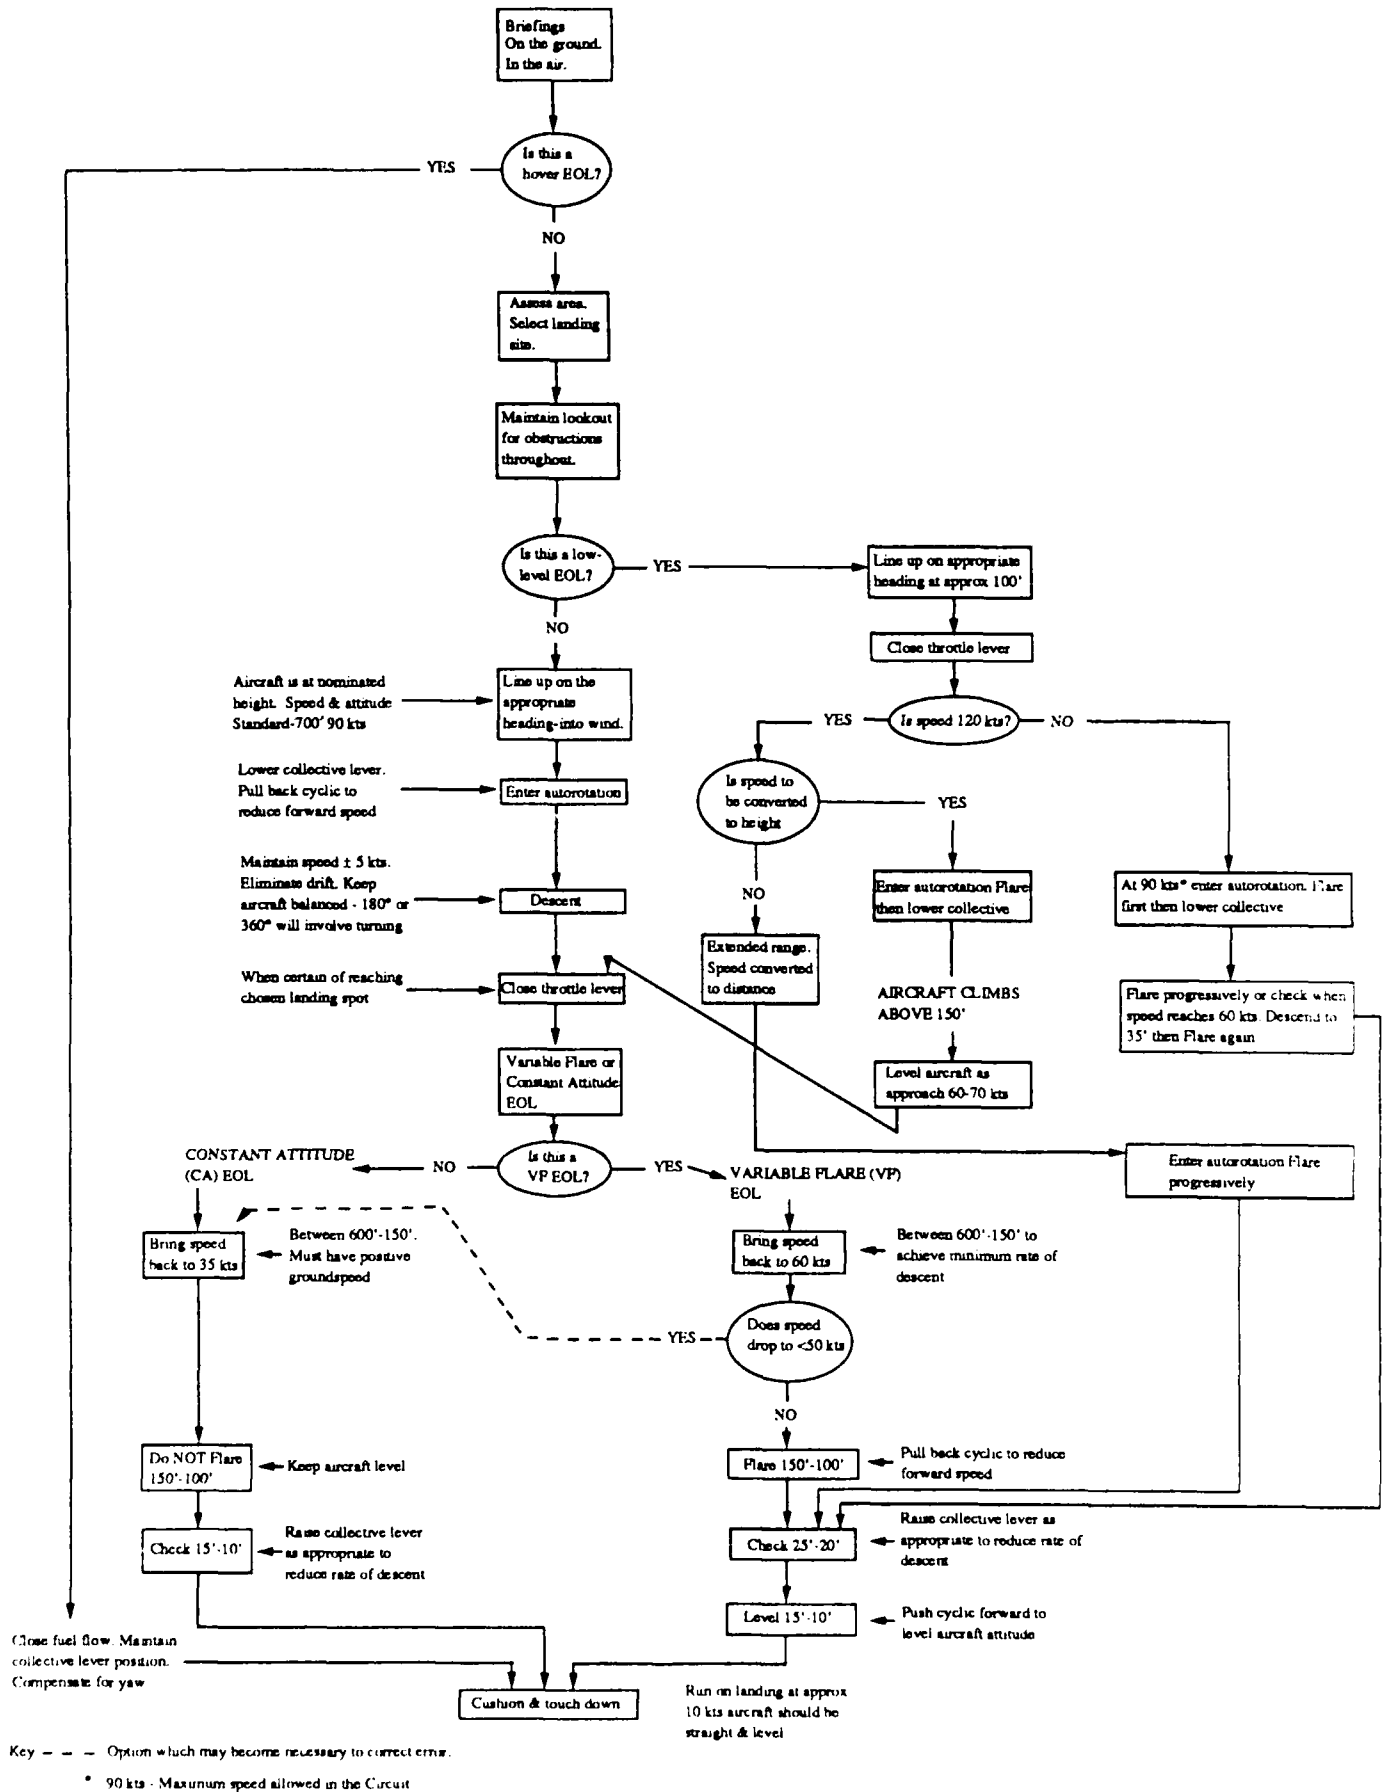 Briefings
On the ground.
In the air.
Is this a
hover EOL?
YES
NO
Assess area.
Select landing
site.
Maintain lookout
for obstructions
throughout.
Is this a low-
level EOL?
YES
Line up on appropriate
heading at approx 100'
NO
Close throttle lever
Aircraft is at nominated
height. Speed & attitude
Standard-700' 90 kts
Line up on the
appropriate
heading-into wind.
YES
Is speed 120 kts?
NO
Lower collective lever.
Pull back cyclic to
reduce forward speed
Enter autorotation
Is speed to
be converted
to height
YES
Maintain speed ± 5 kts.
Eliminate drift. Keep
aircraft balanced - 180° or
360° will involve turning
Descent
NO
Enter autorotation Flare
then lower collective
At 90 kts* enter autorotation. Flare
first then lower collective
When certain of reaching
chosen landing spot
Close throttle lever
Extended range.
Speed converted
to distance
AIRCRAFT CLIMBS
ABOVE 150'
Flare progressively or check when
speed reaches 60 kts. Descend to
35' then Flare again
Variable Flare or
Constant Attitude
EOL
Level aircraft as
approach 60-70 kts
CONSTANT ATTITUDE
(CA) EOL
NO
Is this a
VF EOL?
YES
VARIABLE FLARE (VF)
EOL
Enter autorotation Flare
progressively
Bring speed
back to 35 kts
Between 600'-150'.
Must have positive
groundspeed
Bring speed
back to 60 kts
Between 600'-150' to
achieve minimum rate of
descent
YES
Does speed
drop to <50 kts
NO
Do NOT Flare
150'-100'
Keep aircraft level
Flare 150'-100'
Pull back cyclic to reduce
forward speed
Check 15'-10'
Raise collective lever
as appropriate to
reduce rate of descent
Check 25'-20'
Raise collective lever as
appropriate to reduce rate of
descent
Level 15'-10'
Push cyclic forward to
level aircraft attitude
Close fuel flow. Maintain
collective lever position.
Compensate for yaw
Cushion & touch down
Run on landing at approx
10 kts aircraft should be
straight & level
Key - - - Option which may become necessary to correct error.
* 90 kts - Maximum speed allowed in the Circuit